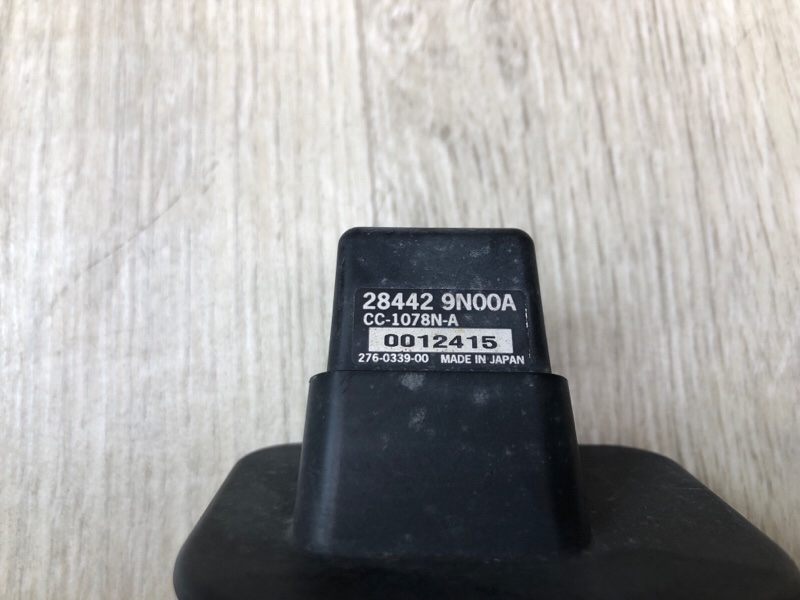 28442 9N00A
CC-1078N-A
0012415
276-0339-00 MADE IN JAPAN